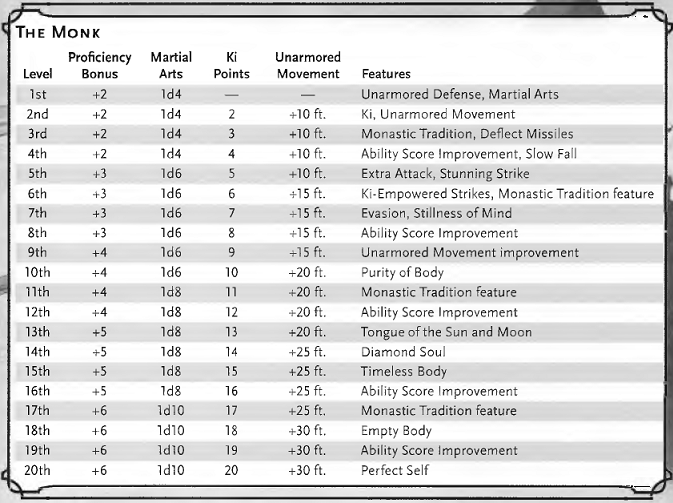 THE MONK
Proficiency Martial Ki Unarmored
Level Bonus Arts Points Movement Features
1st +2 1d4 — — Unarmored Defense, Martial Arts
2nd +2 1d4 2 +10 ft. Ki, Unarmored Movement
3rd +2 1d4 3 +10 ft. Monastic Tradition, Deflect Missiles
4th +2 1d4 4 +10 ft. Ability Score Improvement, Slow Fall
5th +3 1d6 5 +10 ft. Extra Attack, Stunning Strike
6th +3 1d6 6 +15 ft. Ki-Empowered Strikes, Monastic Tradition feature
7th +3 1d6 7 +15 ft. Evasion, Stillness of Mind
8th +3 1d6 8 +15 ft. Ability Score Improvement
9th +4 1d6 9 +15 ft. Unarmored Movement improvement
10th +4 1d6 10 +20 ft. Purity of Body
11th +4 1d8 11 +20 ft. Monastic Tradition feature
12th +4 1d8 12 +20 ft. Ability Score Improvement
13th +5 1d8 13 +20 ft. Tongue of the Sun and Moon
14th +5 1d8 14 +25 ft. Diamond Soul
15th +5 1d8 15 +25 ft. Timeless Body
16th +5 1d8 16 +25 ft. Ability Score Improvement
17th +6 1d10 17 +25 ft. Monastic Tradition feature
18th +6 1d10 18 +30 ft. Empty Body
19th +6 1d10 19 +30 ft. Ability Score Improvement
20th +6 1d10 20 +30 ft. Perfect Self